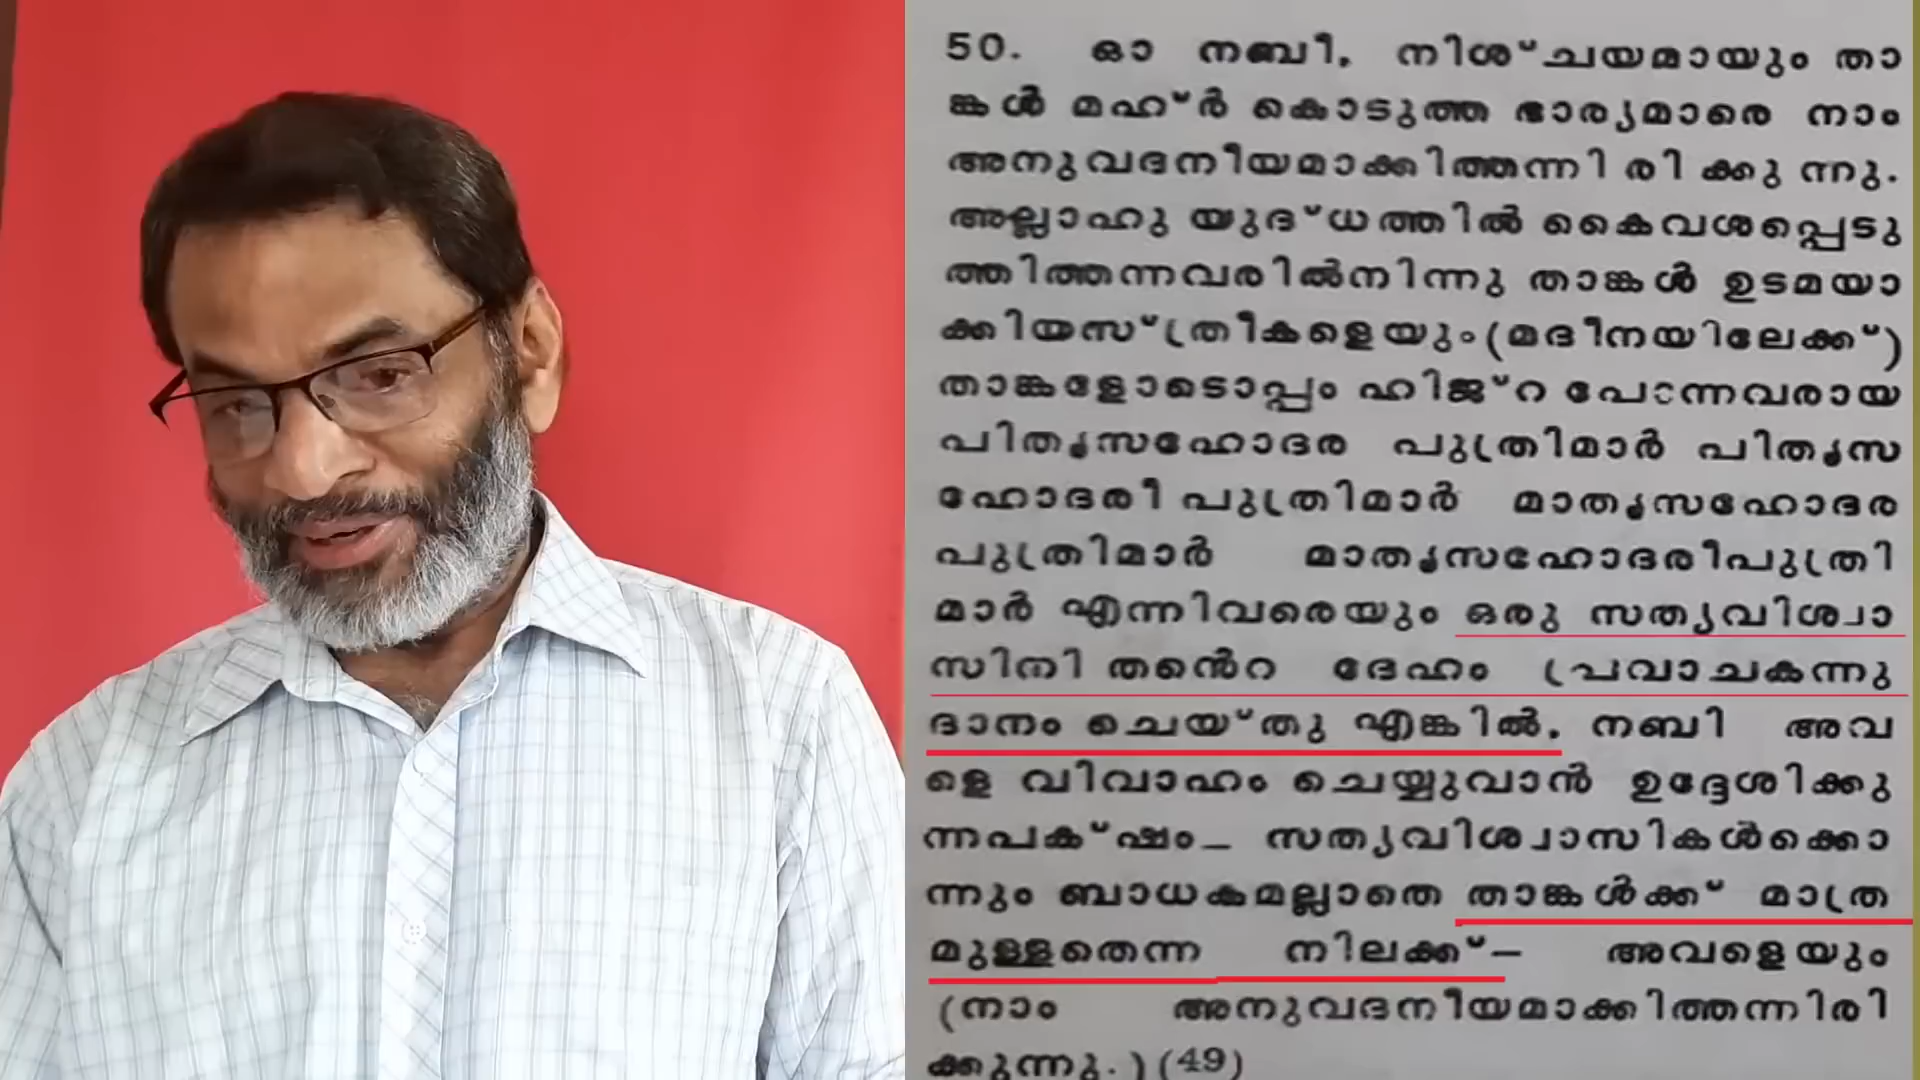 50. ഓ നബീ, നിശ്ചയമായും താ
ങ്കൾ മഹ്ർ കൊടുത്ത ഭാര്യമാരെ നാം
അനുവദനീയമാക്കിത്തന്നിരിക്കുന്നു.
അല്ലാഹു യുദ്ധത്തിൽ കൈവശപ്പെടു
ത്തിത്തന്നവരിൽനിന്നു താങ്കൾ ഉടമയാ
ക്കിയസ്ത്രീകളെയും (മദീനയിലേക്ക്)
താങ്കളോടൊപ്പം ഹിജ്റ പോന്നവരായ
പിതൃസഹോദര പുത്രിമാർ പിതൃസ
ഹോദരീ പുത്രിമാർ മാതൃസഹോദര
പുത്രിമാർ മാതൃസഹോദരീപുത്രി
മാർ എന്നിവരെയും ഒരു സത്യവിശ്വാ
സിനി തൻെറ ദേഹം പ്രവാചകന്നു
ദാനം ചെയ്തു എങ്കിൽ, നബി അവ
ളെ വിവാഹം ചെയ്യുവാൻ ഉദ്ദേശിക്കു
ന്നപക്ഷം_ സത്യവിശ്വാസികൾക്കൊ
ന്നും ബാധകമല്ലാതെ താങ്കൾക്ക് മാത്ര
മുള്ളതെന്ന നിലക്ക്– അവളെയും
(നാം അനുവദനീയമാക്കിത്തന്നിരി
ക്കുന്നു.) (49)